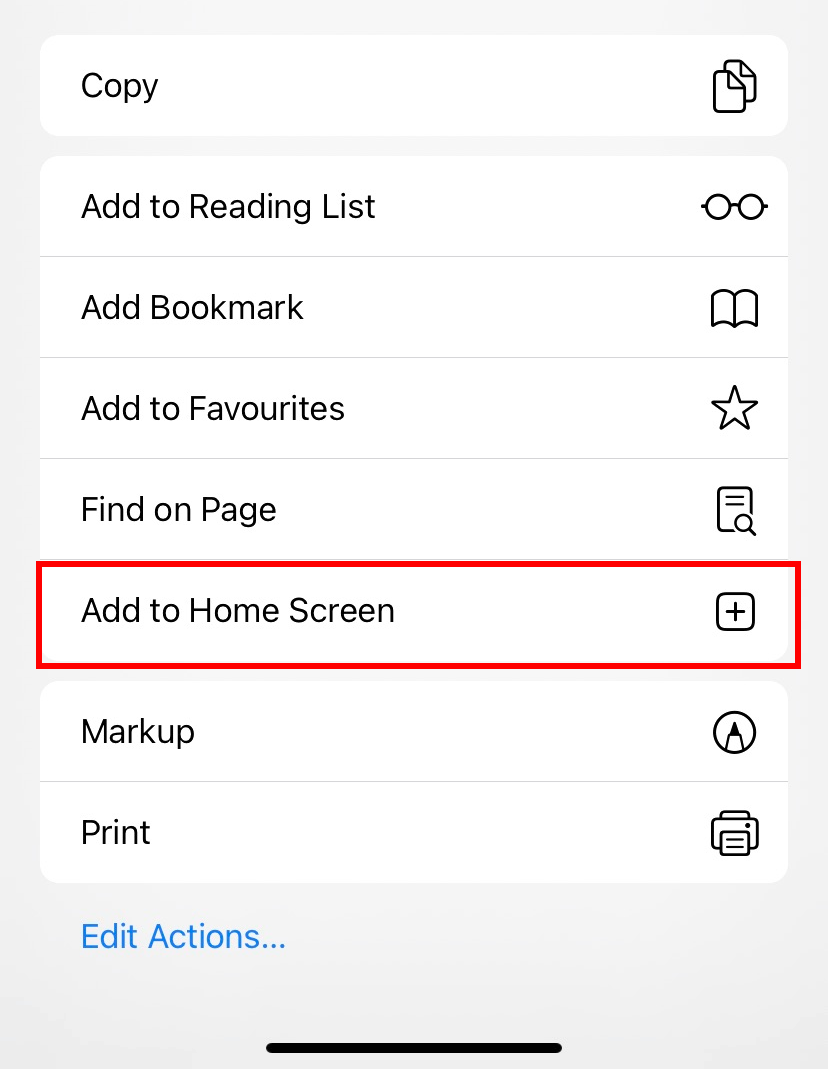 Copy
Add to Reading List
Add Bookmark
Add to Favourites
Find on Page
Add to Home Screen
Markup
Print
Edit Actions...